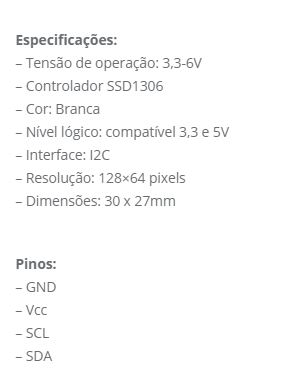 Especificações:
– Tensão de operação: 3,3-6V
– Controlador SSD1306
– Cor: Branca
– Nível lógico: compatível 3,3 e 5V
– Interface: I2C
– Resolução: 128×64 pixels
– Dimensões: 30 x 27mm
Pinos:
– GND
– Vcc
– SCL
– SDA